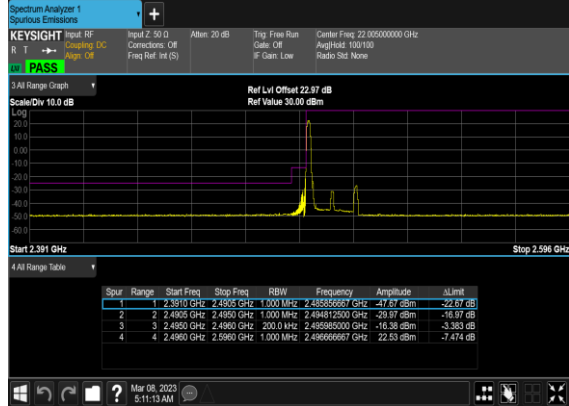 Spectrum Analyzer 1
Spurious Emissions
+
KEYSIGHT Input: RF Input Z: 50 Ω Atten: 20 dB Trig: Free Run Center Freq: 22.005000000 GHz
R T Coupling: DC Corrections: Off Gate: Off Avg|Hold: 100/100
Align: Off Freq Ref: Int (S) IF Gain: Low Radio Std: None
PASS
3 All Range Graph
Ref Lvl Offset 22.97 dB
Scale/Div 10.0 dB Ref Value 30.00 dBm
Log
20.0
10.0
0.00
-10.0
-20.0
-30.0
-40.0
-50.0
-60.0
Start 2.391 GHz Stop 2.596 GHz
4 All Range Table
Spur Range Start Freq Stop Freq RBW Frequency Amplitude ΔLimit
1 1 2.3910 GHz 2.4905 GHz 1.000 MHz 2.485856667 GHz -47.67 dBm -22.67 dB
2 2 2.4905 GHz 2.4950 GHz 1.000 MHz 2.494812500 GHz -29.97 dBm -16.97 dB
3 3 2.4950 GHz 2.4960 GHz 200.0 kHz 2.495985000 GHz -16.38 dBm -3.383 dB
4 4 2.4960 GHz 2.5960 GHz 1.000 MHz 2.496666667 GHz 22.53 dBm -7.474 dB
?
Mar 08, 2023
5:11:13 AM